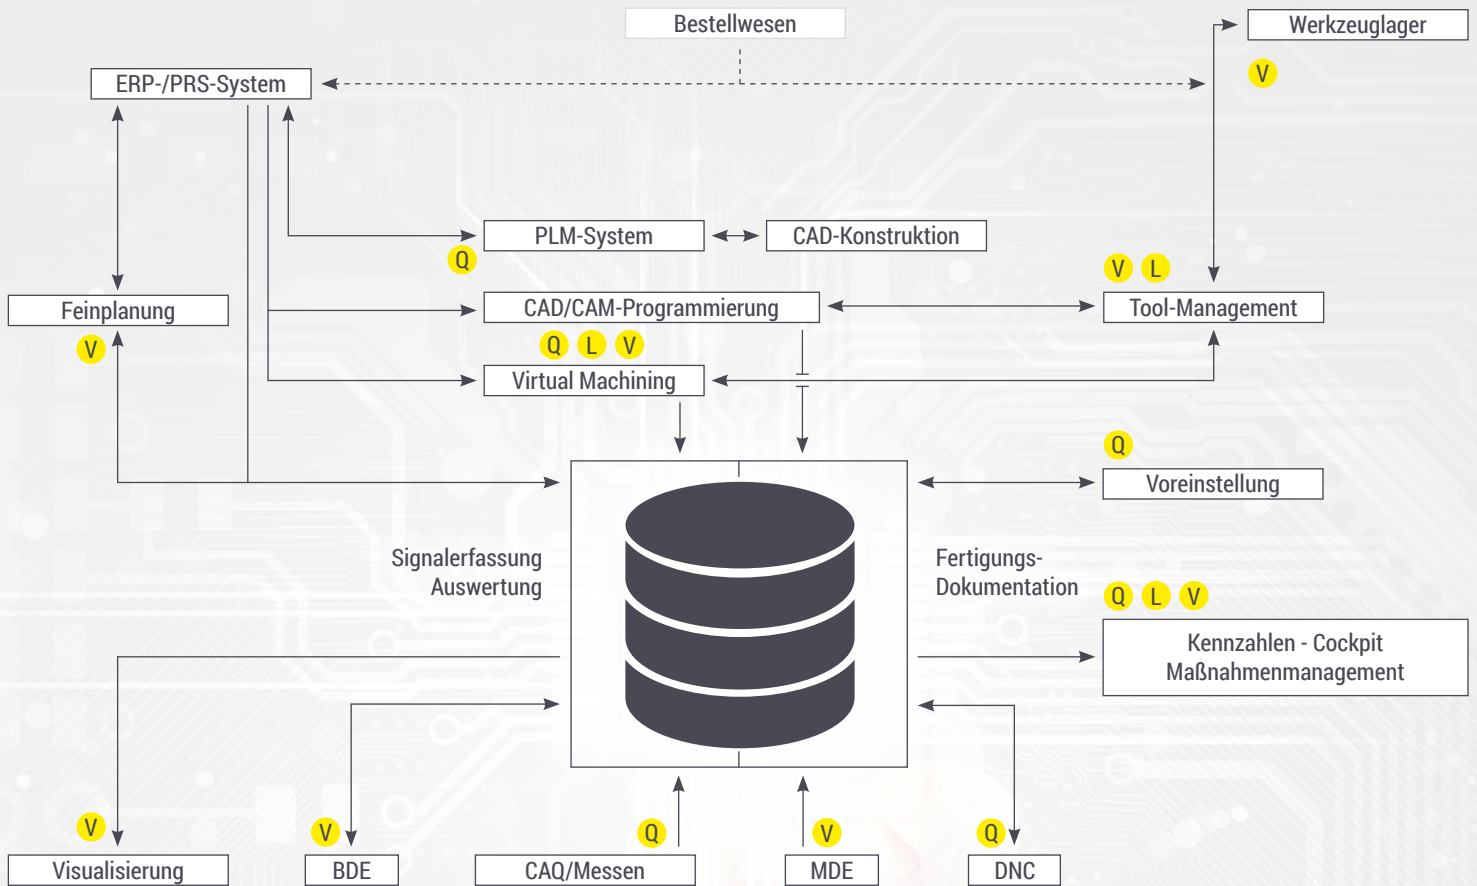 Bestellwesen
Werkzeuglager
V
ERP-/PRS-System
PLM-System
CAD-Konstruktion
Q
V L
Feinplanung
CAD/CAM-Programmierung
Tool-Management
V
Q L V
Virtual Machining
Q
Voreinstellung
Signalerfassung
Auswertung
Fertigungs-
Dokumentation
Q L V
Kennzahlen - Cockpit
Maßnahmenmanagement
V
V
Q
V
Q
Visualisierung
BDE
CAQ/Messen
MDE
DNC